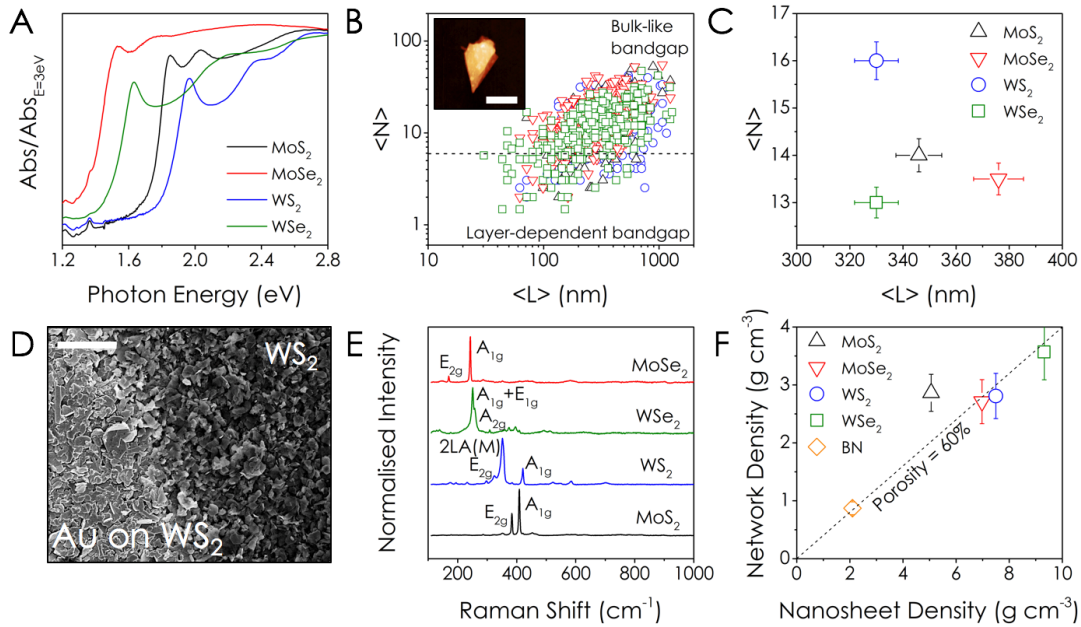 A
Abs/Abs_E=3eV
MoS₂
MoSe₂
WS₂
WSe₂
1.2 1.6 2.0 2.4 2.8
Photon Energy (eV)
B
<N>
100
10
1
Bulk-like
bandgap
Layer-dependent bandgap
10 100 1000
<L> (nm)
C
<N>
16
17
15
14
13
MoS₂
MoSe₂
WS₂
WSe₂
300 320 340 360 380 400
<L> (nm)
D
WS₂
Au on WS₂
E
Normalised Intensity
E2g
A1g
MoSe₂
A1g+E1g
A2g
WSe₂
2LA(M)
E2g
A1g
WS₂
E2g
A1g
MoS₂
200 400 600 800 1000
Raman Shift (cm⁻¹)
F
Network Density (g cm⁻³)
4
3
2
1
0
MoS₂
MoSe₂
WS₂
WSe₂
BN
Porosity = 60%
0 2 4 6 8 10
Nanosheet Density (g cm⁻³)